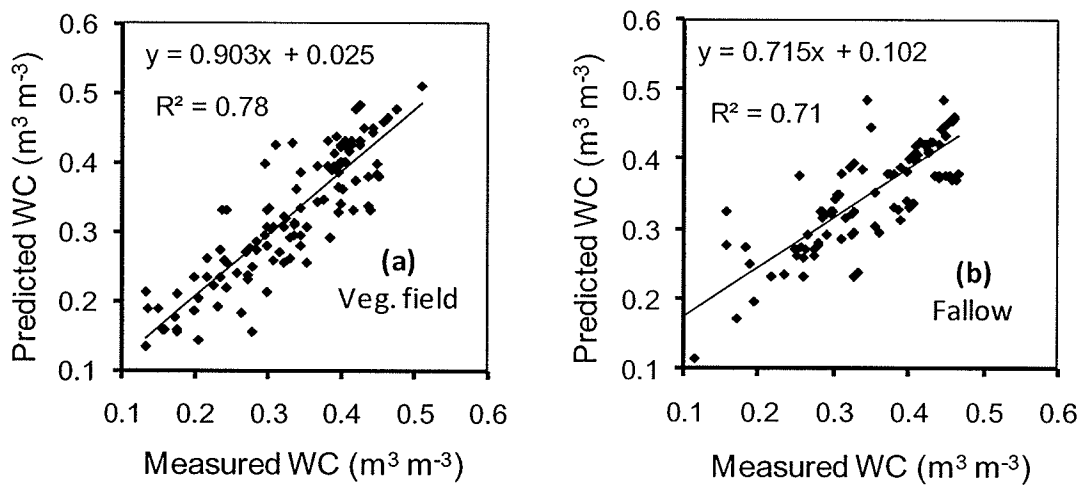 0.6
0.5
0.4
0.3
0.2
0.1
Predicted WC (m³ m⁻³)
y = 0.903x + 0.025
R² = 0.78
(a)
Veg. field
0.1 0.2 0.3 0.4 0.5 0.6
Measured WC (m³ m⁻³)
0.6
0.5
0.4
0.3
0.2
0.1
Predicted WC (m³ m⁻³)
y = 0.715x + 0.102
R² = 0.71
(b)
Fallow
0.1 0.2 0.3 0.4 0.5 0.6
Measured WC (m³ m⁻³)